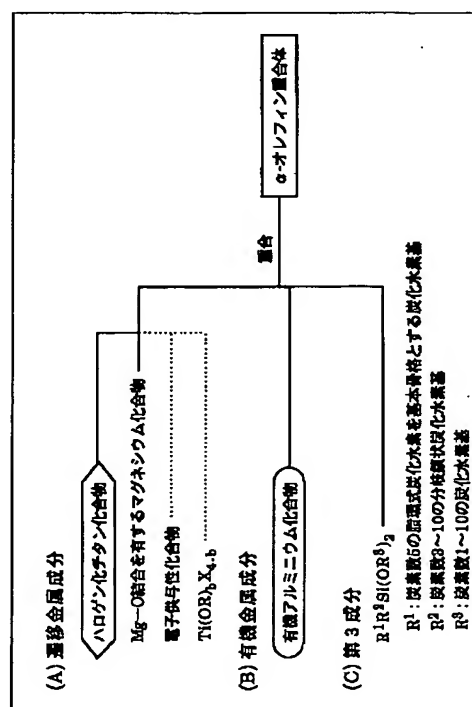 (A) 遷移金属成分
ハロゲン化チタン化合物
Mg—O結合を有するマグネシウム化合物
電子供与性化合物
Ti(OR)bX4-b
(B) 有機金属成分
有機アルミニウム化合物
(C) 第3成分
R¹R²Si(OR³)₂
R¹:炭素数5の脂環式炭化水素を基本骨格とする炭化水素基
R²:炭素数3〜10の分岐鎖状炭化水素基
R³:炭素数1〜10の炭化水素基
重合
α-オレフィン重合体